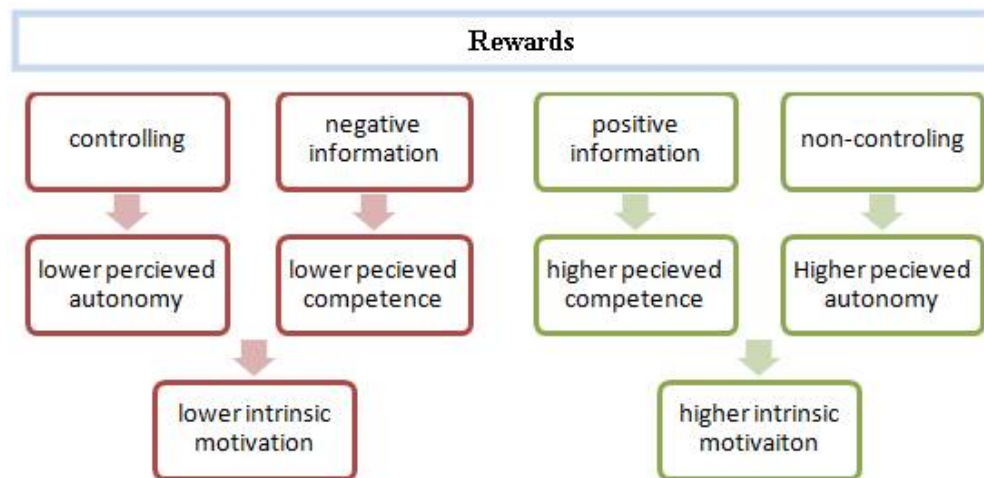 Rewards
controlling
negative
information
positive
information
non-controling
lower percieved
autonomy
lower pecieved
competence
higher pecieved
competence
Higher pecieved
autonomy
lower intrinsic
motivation
higher intrinsic
motivaiton